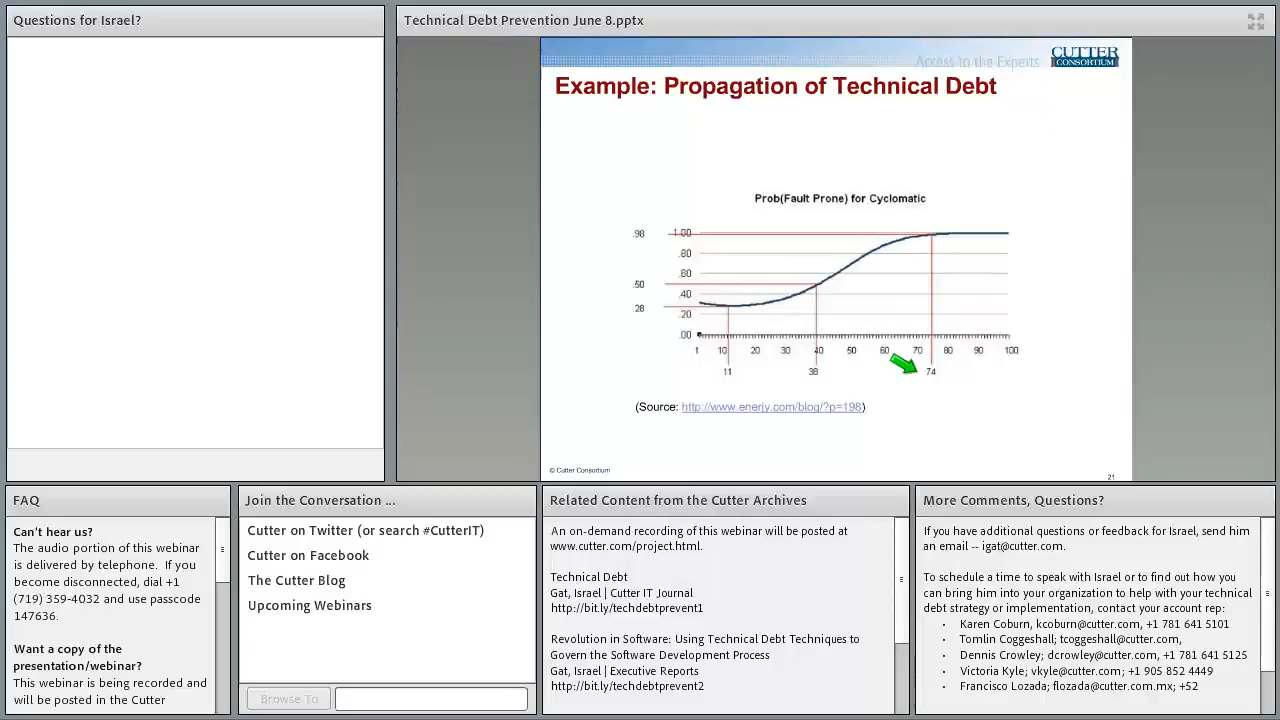 Questions for Israel?
Technical Debt Prevention June 8.pptx
Access to the Experts
CUTTER
CONSORTIUM
Example: Propagation of Technical Debt
Prob(Fault Prone) for Cyclomatic
.98
1.00
.80
.60
.50
.40
.28
.20
.00
1 10 20 30 40 50 60 70 80 90 100
11 38 74
(Source: http://www.enerjy.com/blog/?p=198)
© Cutter Consortium
21
FAQ
Can't hear us?
The audio portion of this webinar
is delivered by telephone. If you
become disconnected, dial +1
(719) 359-4032 and use passcode
147636.
Want a copy of the
presentation/webinar?
This webinar is being recorded and
will be posted in the Cutter
Join the Conversation ...
Cutter on Twitter (or search #CutterIT)
Cutter on Facebook
The Cutter Blog
Upcoming Webinars
Browse To
Related Content from the Cutter Archives
An on-demand recording of this webinar will be posted at
www.cutter.com/project.html.
Technical Debt
Gat, Israel | Cutter IT Journal
http://bit.ly/techdebtprevent1
Revolution in Software: Using Technical Debt Techniques to
Govern the Software Development Process
Gat, Israel | Executive Reports
http://bit.ly/techdebtprevent2
More Comments, Questions?
If you have additional questions or feedback for Israel, send him
an email -- igat@cutter.com.
To schedule a time to speak with Israel or to find out how you
can bring him into your organization to help with your technical
debt strategy or implementation, contact your account rep:
• Karen Coburn, kcoburn@cutter.com, +1 781 641 5101
• Tomlin Coggeshall; tcoggeshall@cutter.com,
• Dennis Crowley; dcrowley@cutter.com, +1 781 641 5125
• Victoria Kyle; vkyle@cutter.com; +1 905 852 4449
• Francisco Lozada; flozada@cutter.com.mx; +52